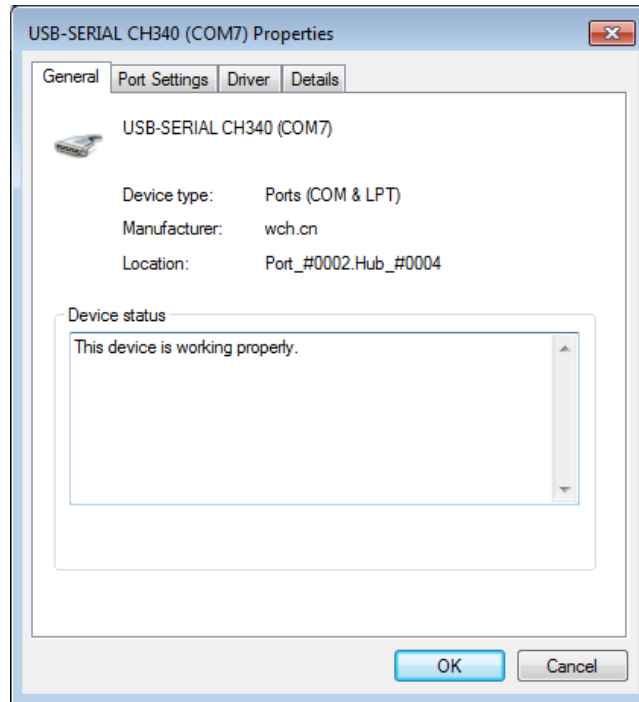 USB-SERIAL CH340 (COM7) Properties
General Port Settings Driver Details
USB-SERIAL CH340 (COM7)
Device type: Ports (COM & LPT)
Manufacturer: wch.cn
Location: Port_#0002.Hub_#0004
Device status
This device is working properly.
OK Cancel